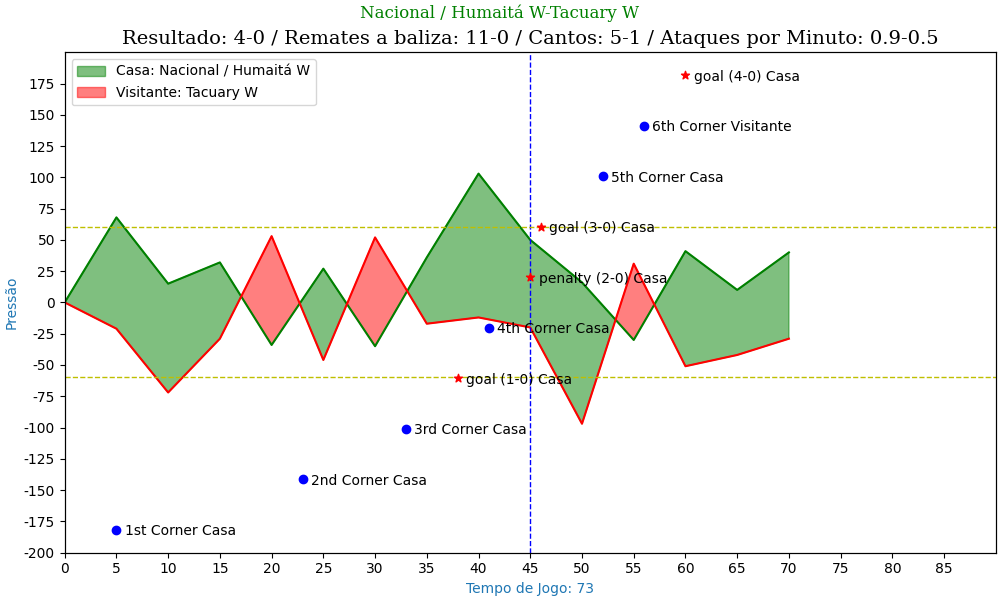 Nacional / Humaitá W-Tacuary W
Resultado: 4-0 / Remates a baliza: 11-0 / Cantos: 5-1 / Ataques por Minuto: 0.9-0.5
Casa: Nacional / Humaitá W
Visitante: Tacuary W
goal (4-0) Casa
6th Corner Visitante
5th Corner Casa
goal (3-0) Casa
penalty (2-0) Casa
4th Corner Casa
goal (1-0) Casa
3rd Corner Casa
2nd Corner Casa
1st Corner Casa
Pressão
175
150
125
100
75
50
25
0
-25
-50
-75
-100
-125
-150
-175
-200
0 5 10 15 20 25 30 35 40 45 50 55 60 65 70 75 80 85
Tempo de Jogo: 73